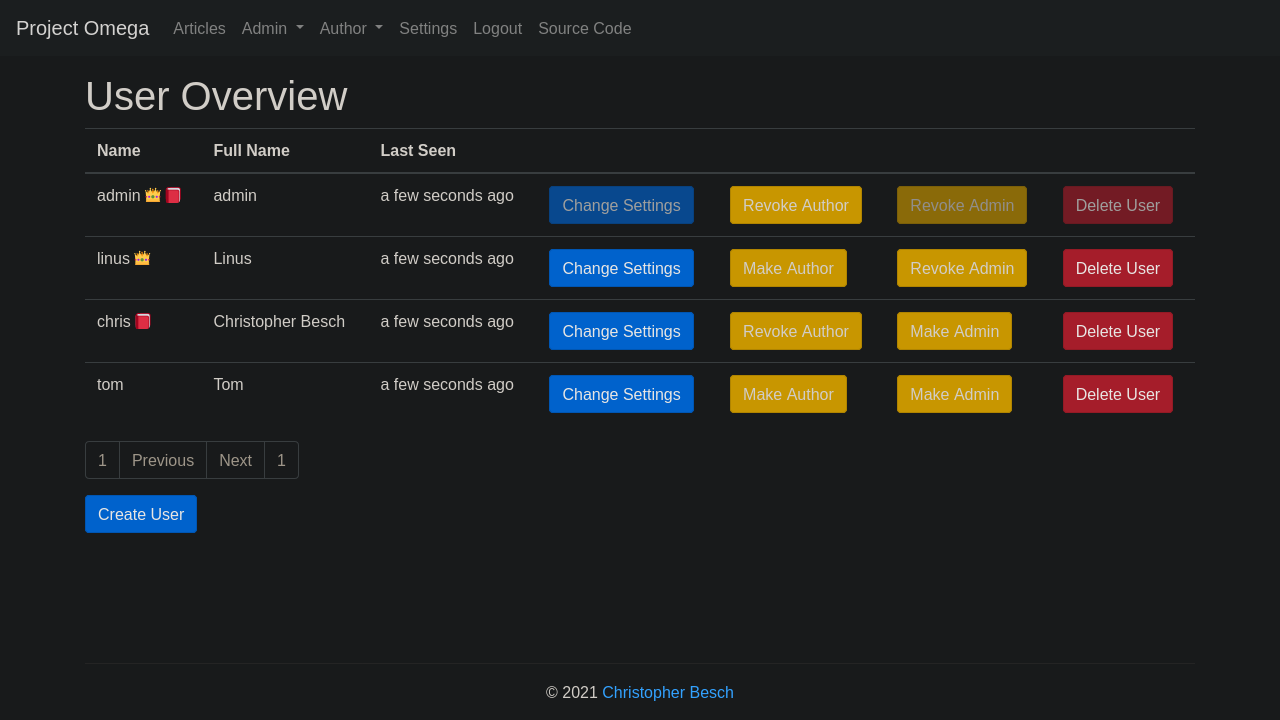 Project Omega Articles Admin Author Settings Logout Source Code
User Overview
Name Full Name Last Seen
admin admin a few seconds ago Change Settings Revoke Author Revoke Admin Delete User
linus Linus a few seconds ago Change Settings Make Author Revoke Admin Delete User
chris Christopher Besch a few seconds ago Change Settings Revoke Author Make Admin Delete User
tom Tom a few seconds ago Change Settings Make Author Make Admin Delete User
1 Previous Next 1
Create User
© 2021 Christopher Besch